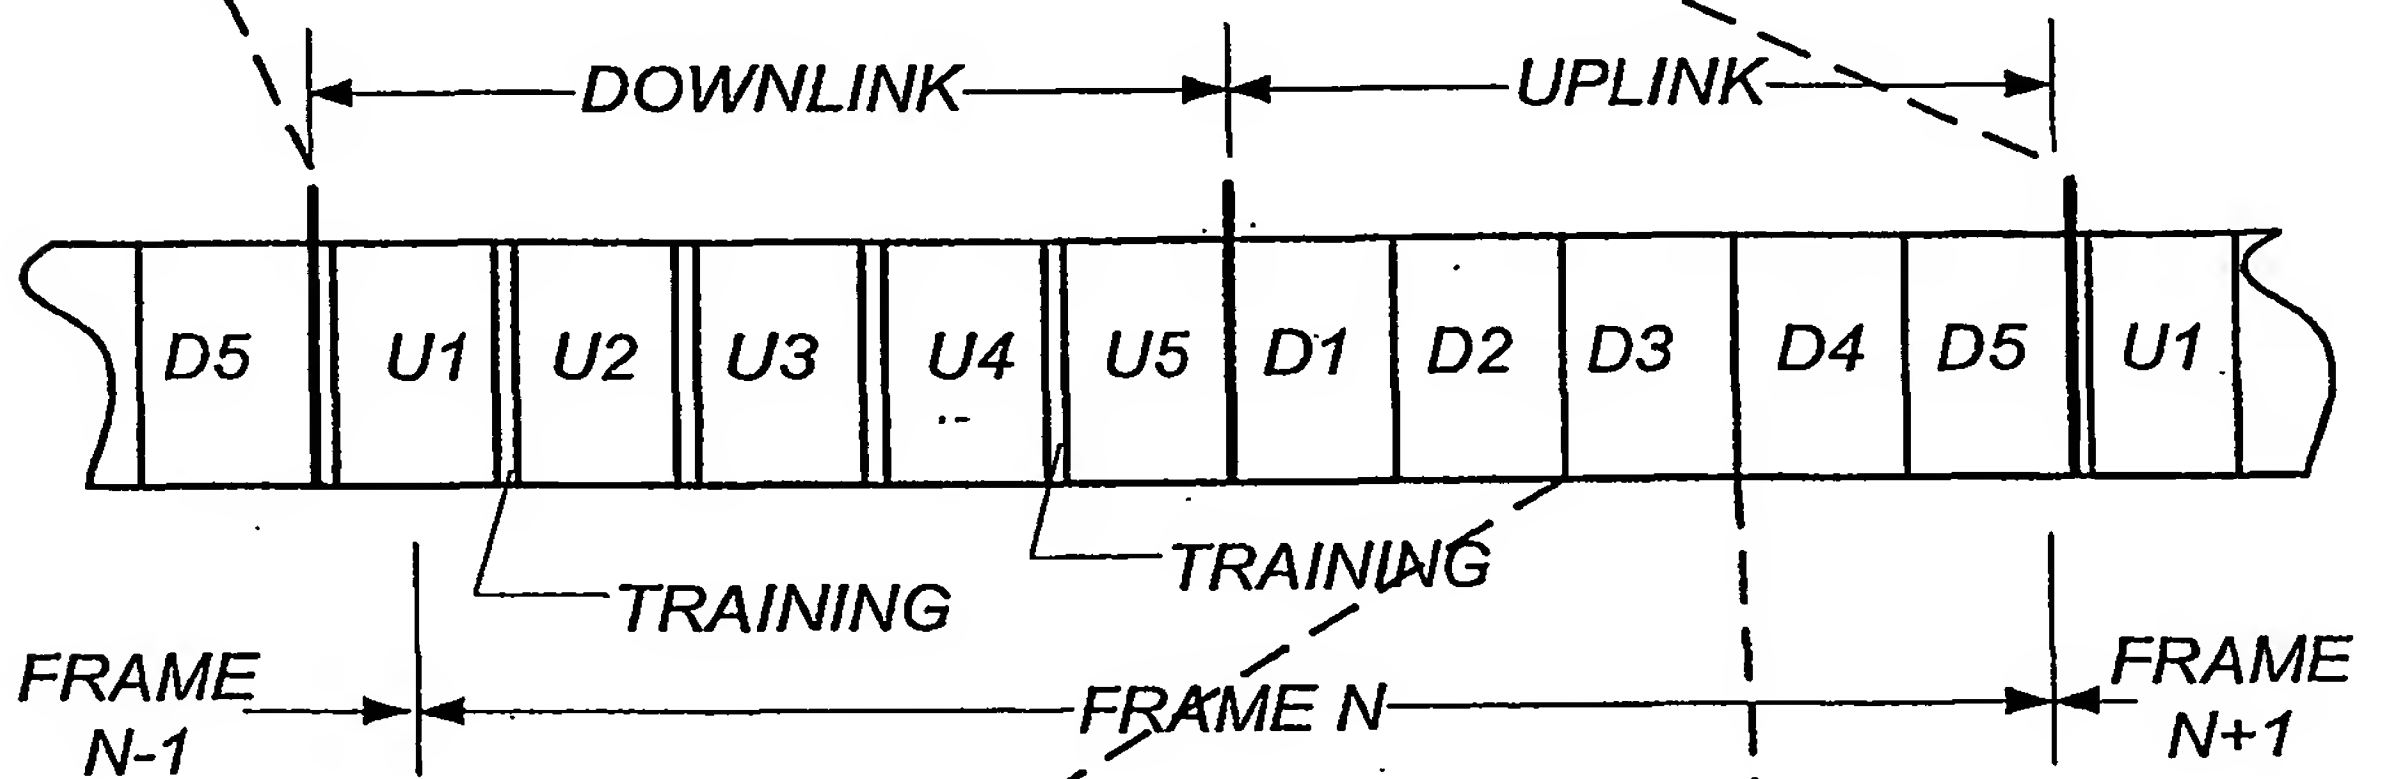 DOWNLINK UPLINK
D5 U1 U2 U3 U4 U5 D1 D2 D3 D4 D5 U1
TRAINING
TRAINING
FRAME
N-1
FRAME N
FRAME
N+1